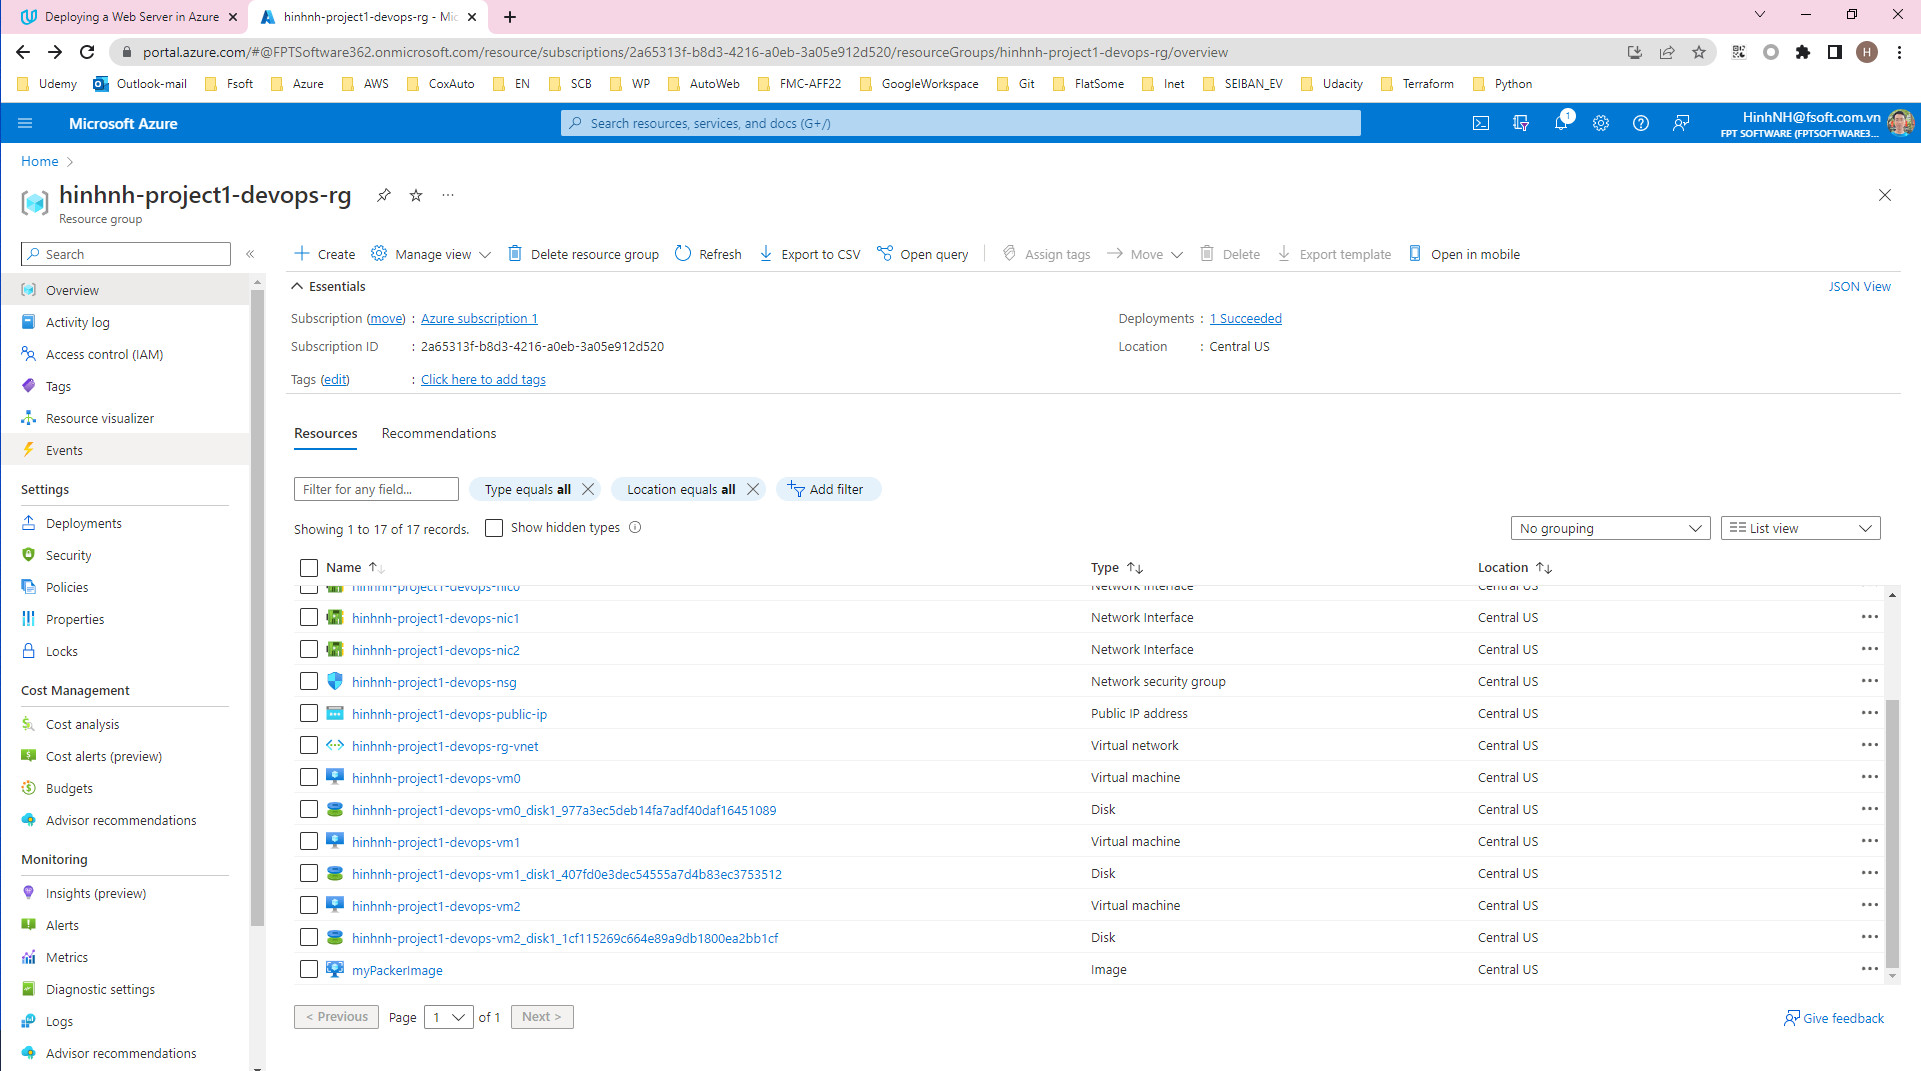 Deploying a Web Server in Azure
hinhnh-project1-devops-rg - Mic
portal.azure.com/#@FPTSoftware362.onmicrosoft.com/resource/subscriptions/2a65313f-b8d3-4216-a0eb-3a05e912d520/resourceGroups/hinhnh-project1-devops-rg/overview
H
Udemy Outlook-mail Fsoft Azure AWS CoxAuto EN SCB WP AutoWeb FMC-AFF22 GoogleWorkspace Git FlatSome Inet SEIBAN_EV Udacity Terraform Python
Microsoft Azure
Search resources, services, and docs (G+/)
1
HinhNH@fsoft.com.vn
FPT SOFTWARE (FPTSOFTWARE3...
Home
hinhnh-project1-devops-rg
Resource group
Search
Create Manage view Delete resource group Refresh Export to CSV Open query Assign tags Move Delete Export template Open in mobile
Overview
Activity log
Access control (IAM)
Tags
Resource visualizer
Events
Settings
Deployments
Security
Policies
Properties
Locks
Cost Management
Cost analysis
Cost alerts (preview)
Budgets
Advisor recommendations
Monitoring
Insights (preview)
Alerts
Metrics
Diagnostic settings
Logs
Advisor recommendations
Essentials
JSON View
Subscription (move) : Azure subscription 1
Deployments : 1 Succeeded
Subscription ID : 2a65313f-b8d3-4216-a0eb-3a05e912d520
Location : Central US
Tags (edit) : Click here to add tags
Resources Recommendations
Filter for any field...
Type equals all
Location equals all
Add filter
Showing 1 to 17 of 17 records.
Show hidden types
No grouping
List view
Name Type Location
hinhnh-project1-devops-nic0 Network Interface Central US
hinhnh-project1-devops-nic1 Network Interface Central US
hinhnh-project1-devops-nic2 Network Interface Central US
hinhnh-project1-devops-nsg Network security group Central US
hinhnh-project1-devops-public-ip Public IP address Central US
hinhnh-project1-devops-rg-vnet Virtual network Central US
hinhnh-project1-devops-vm0 Virtual machine Central US
hinhnh-project1-devops-vm0_disk1_977a3ec5deb14fa7adf40daf16451089 Disk Central US
hinhnh-project1-devops-vm1 Virtual machine Central US
hinhnh-project1-devops-vm1_disk1_407fd0e3dec54555a7d4b83ec3753512 Disk Central US
hinhnh-project1-devops-vm2 Virtual machine Central US
hinhnh-project1-devops-vm2_disk1_1cf115269c664e89a9db1800ea2bb1cf Disk Central US
myPackerImage Image Central US
< Previous Page 1 of 1 Next >
Give feedback